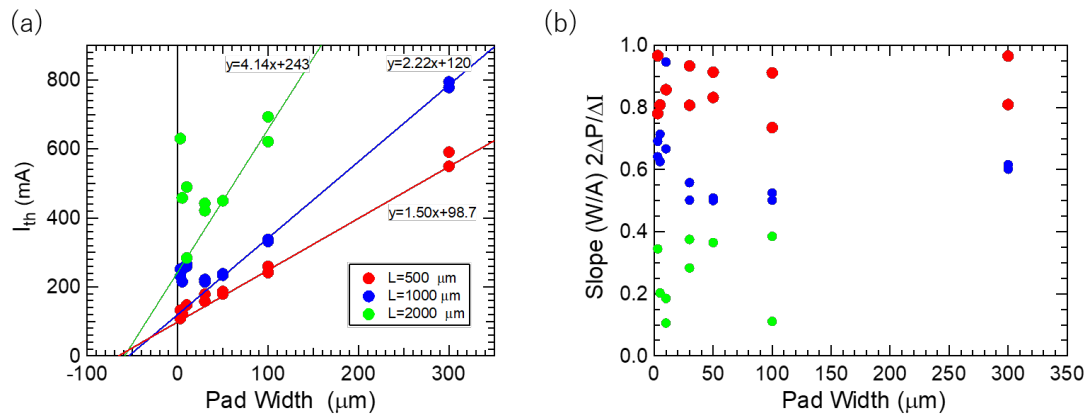 (a)
(b)
y=4.14x+243
y=2.22x+120
y=1.50x+98.7
800
600
400
200
0
I_th (mA)
L=500 μm
L=1000 μm
L=2000 μm
-100 0 100 200 300
Pad Width (μm)
1.0
0.8
0.6
0.4
0.2
0.0
Slope (W/A) 2ΔP/ΔI
0 50 100 150 200 250 300 350
Pad Width (μm)